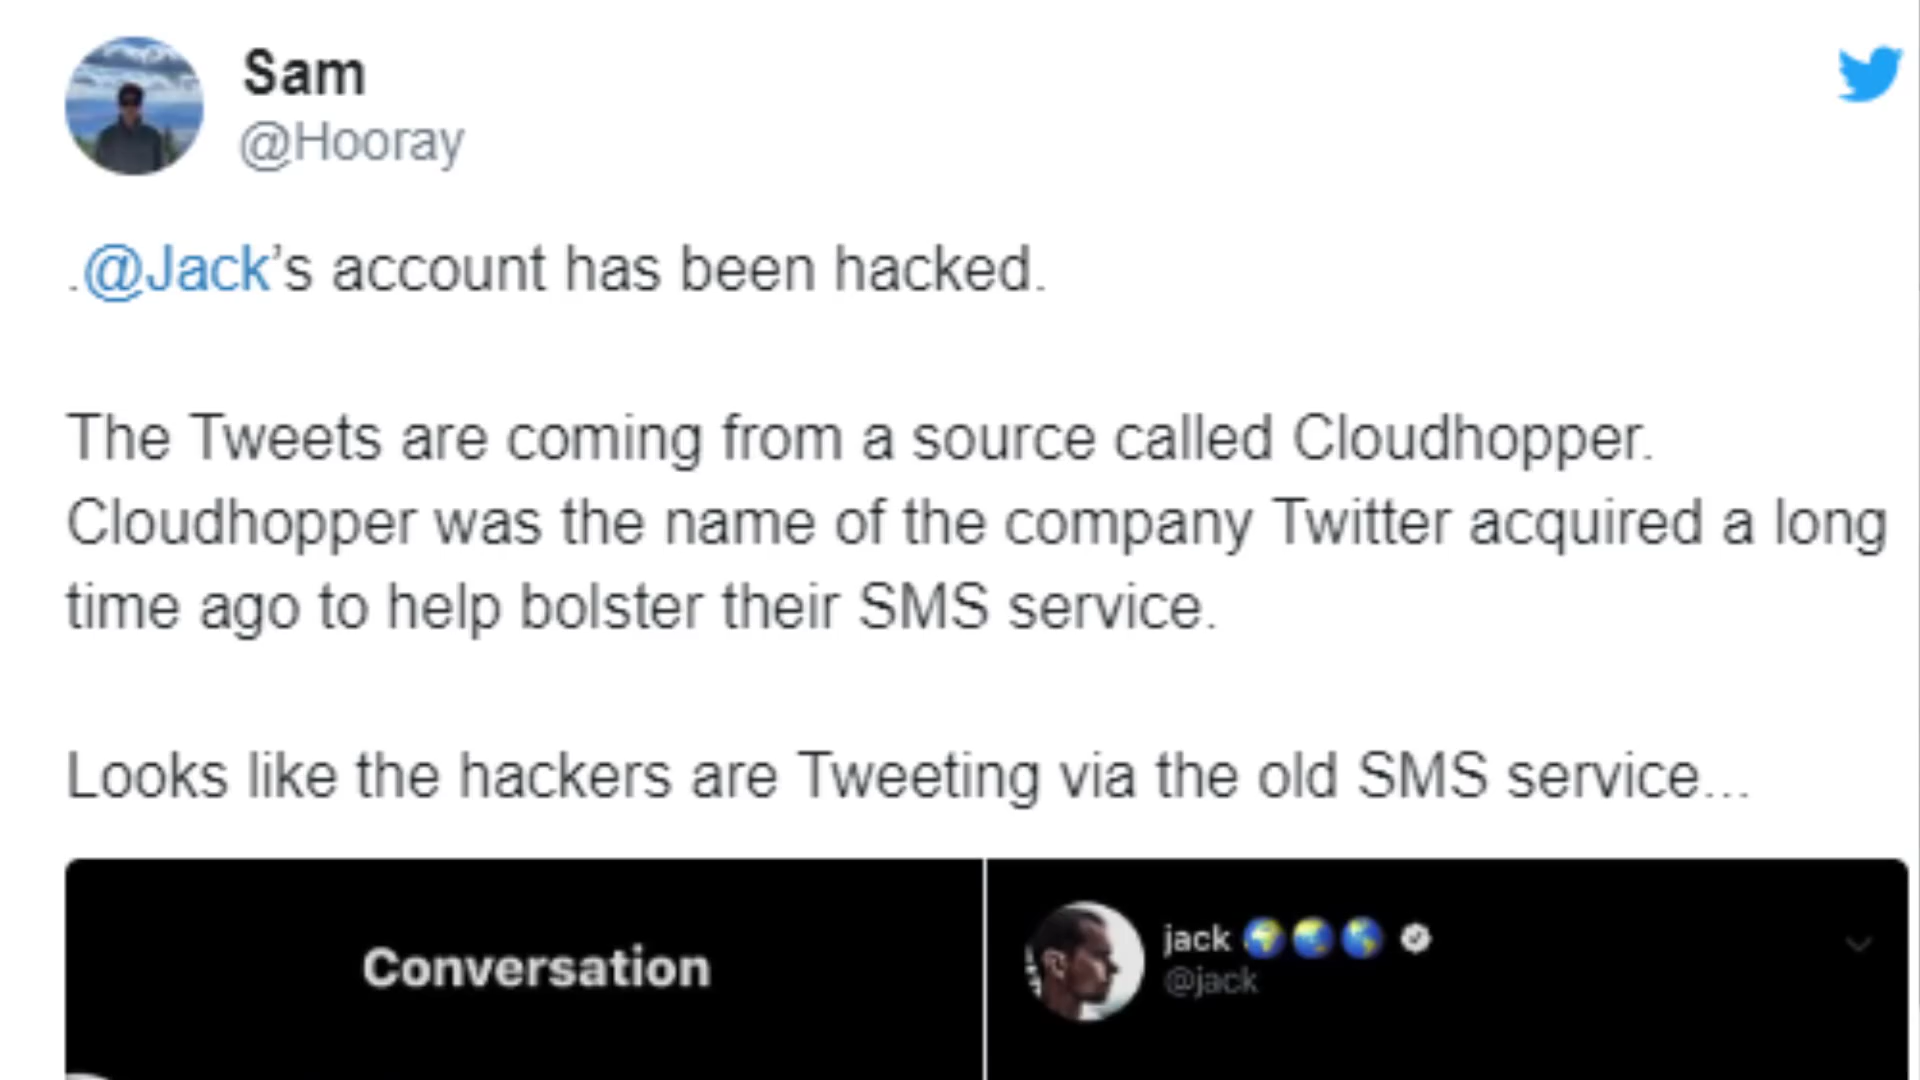 Sam
@Hooray
.@Jack’s account has been hacked.
The Tweets are coming from a source called Cloudhopper.
Cloudhopper was the name of the company Twitter acquired a long
time ago to help bolster their SMS service.
Looks like the hackers are Tweeting via the old SMS service...
Conversation
jack 🌍🌏🌎
@jack